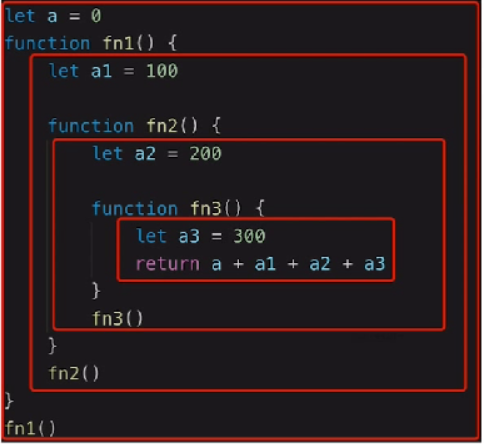 let a = 0
function fn1() {
let a1 = 100
function fn2() {
let a2 = 200
function fn3() {
let a3 = 300
return a + a1 + a2 + a3
}
fn3()
}
fn2()
}
fn1()